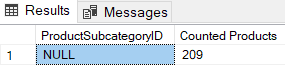 Results Messages
ProductSubcategoryID Counted Products
1 NULL 209